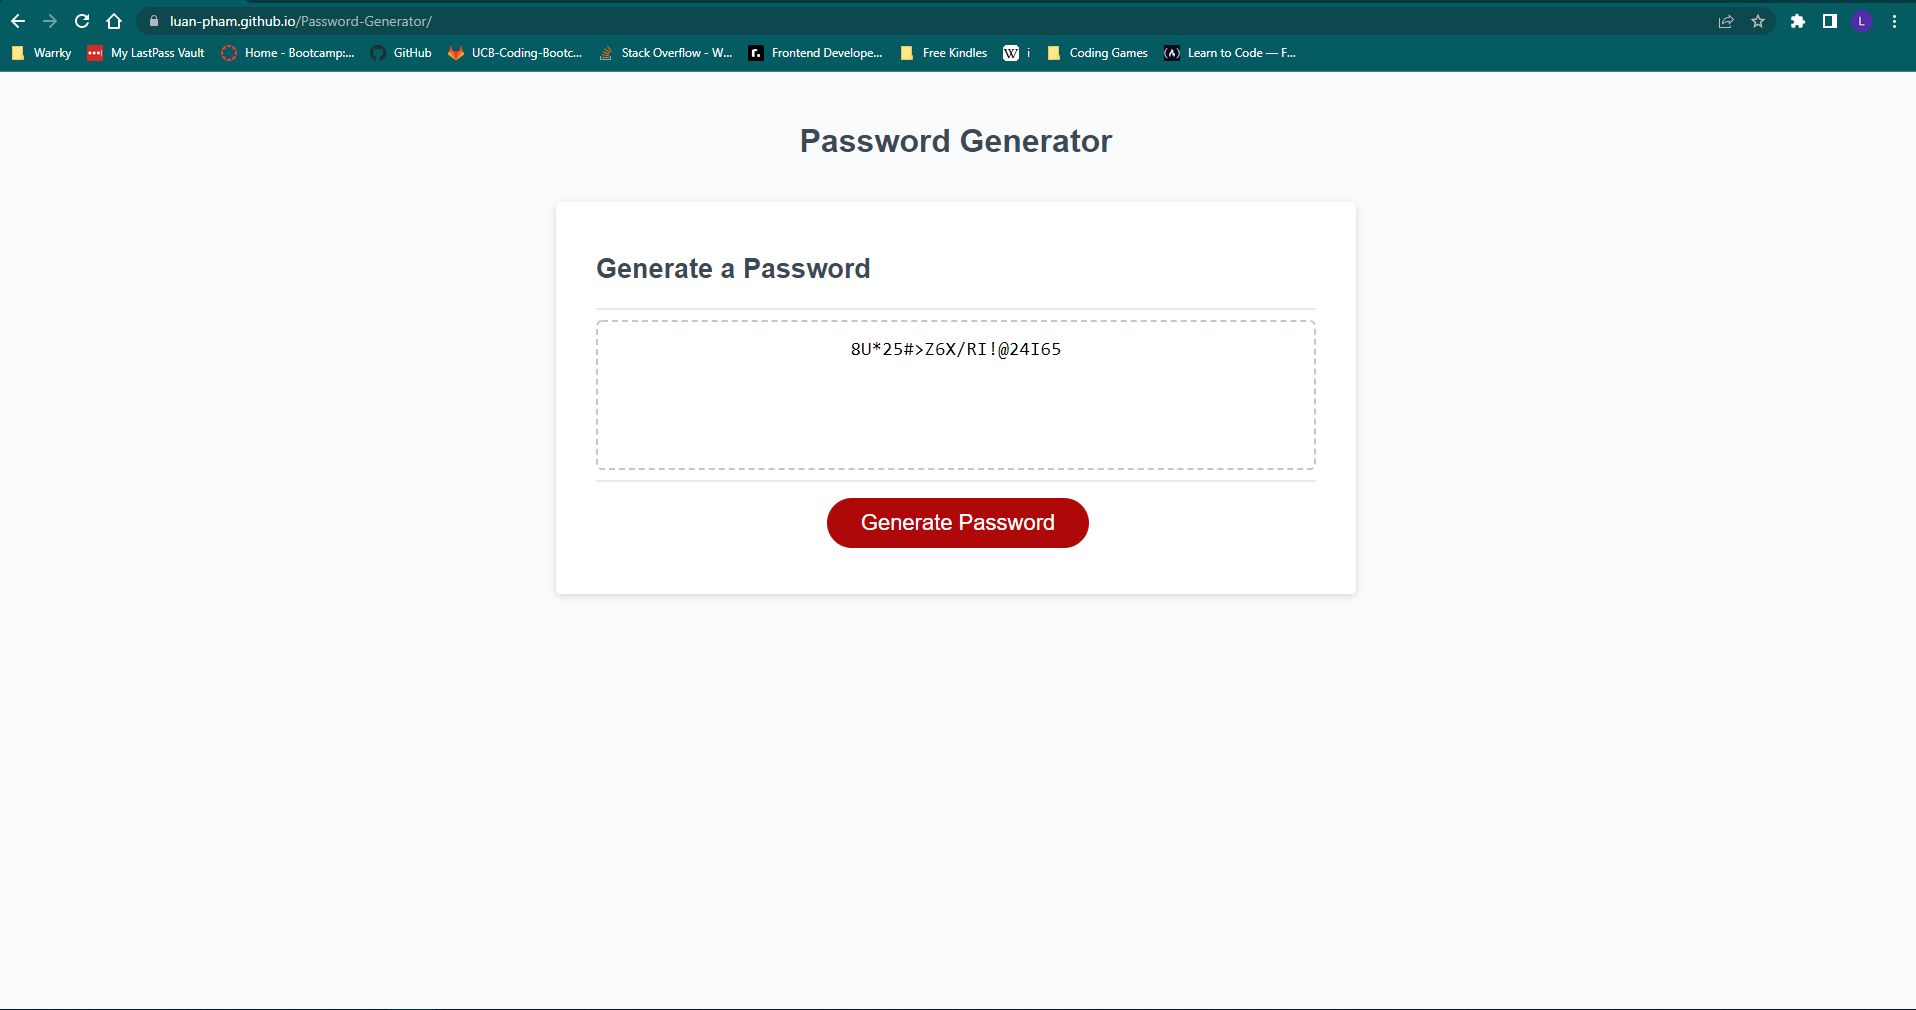 luan-pham.github.io/Password-Generator/
L
Warrky My LastPass Vault Home - Bootcamp:... GitHub UCB-Coding-Bootc... Stack Overflow - W... r. Frontend Develope... Free Kindles W i Coding Games (A) Learn to Code — F...
Password Generator
Generate a Password
8U*25#>Z6X/RI!@24I65
Generate Password